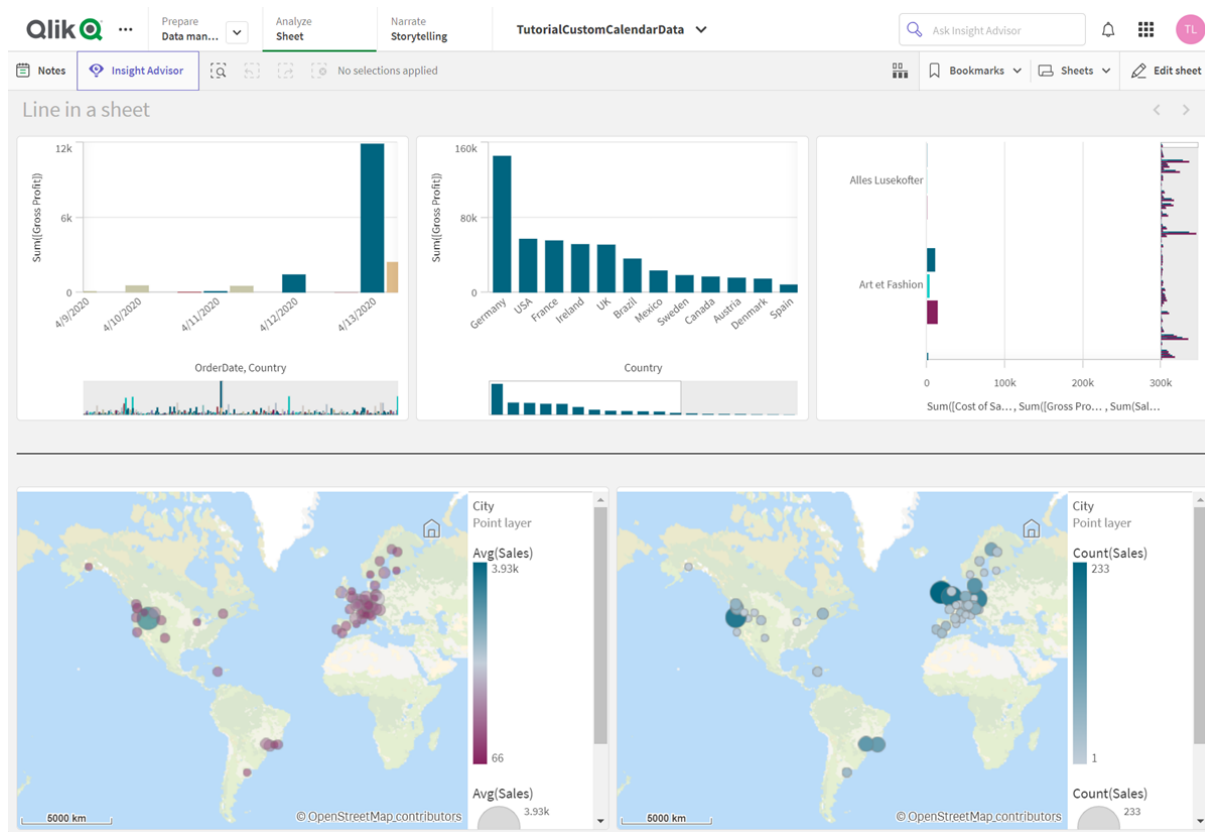 Qlik
Prepare
Data man...
Analyze
Sheet
Narrate
Storytelling
TutorialCustomCalendarData
Ask Insight Advisor
TL
Notes
Insight Advisor
No selections applied
Bookmarks
Sheets
Edit sheet
Line in a sheet
Sum([Gross Profit])
12k
6k
0
4/9/2020
4/10/2020
4/11/2020
4/12/2020
4/13/2020
OrderDate, Country
Sum([Gross Profit])
160k
80k
0
Germany
USA
France
Ireland
UK
Brazil
Mexico
Sweden
Canada
Austria
Denmark
Spain
Country
Alles Lusekofter
Art et Fashion
0
100k
200k
300k
Sum([Cost of Sa..., Sum([Gross Pro... , Sum(Sal...
5000 km
© OpenStreetMap contributors
City
Point layer
Avg(Sales)
3.93k
66
Avg(Sales)
3.93k
5000 km
© OpenStreetMap contributors
City
Point layer
Count(Sales)
233
1
Count(Sales)
233